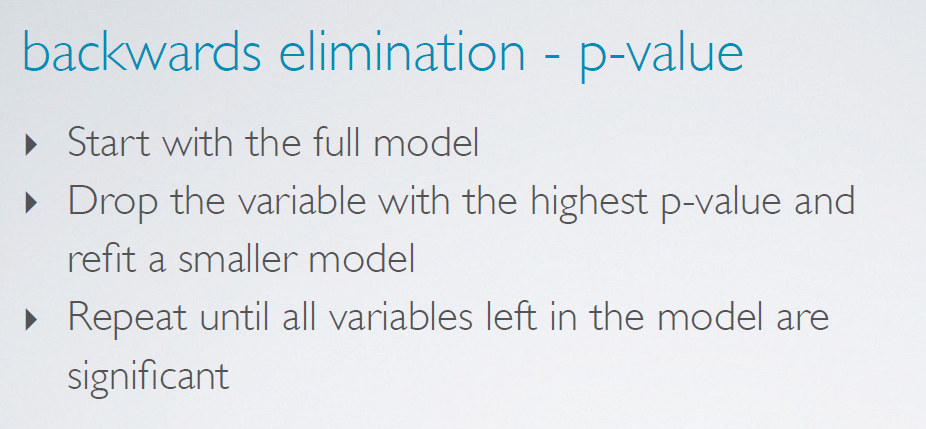 backwards elimination - p-value
Start with the full model
Drop the variable with the highest p-value and
refit a smaller model
Repeat until all variables left in the model are
significant